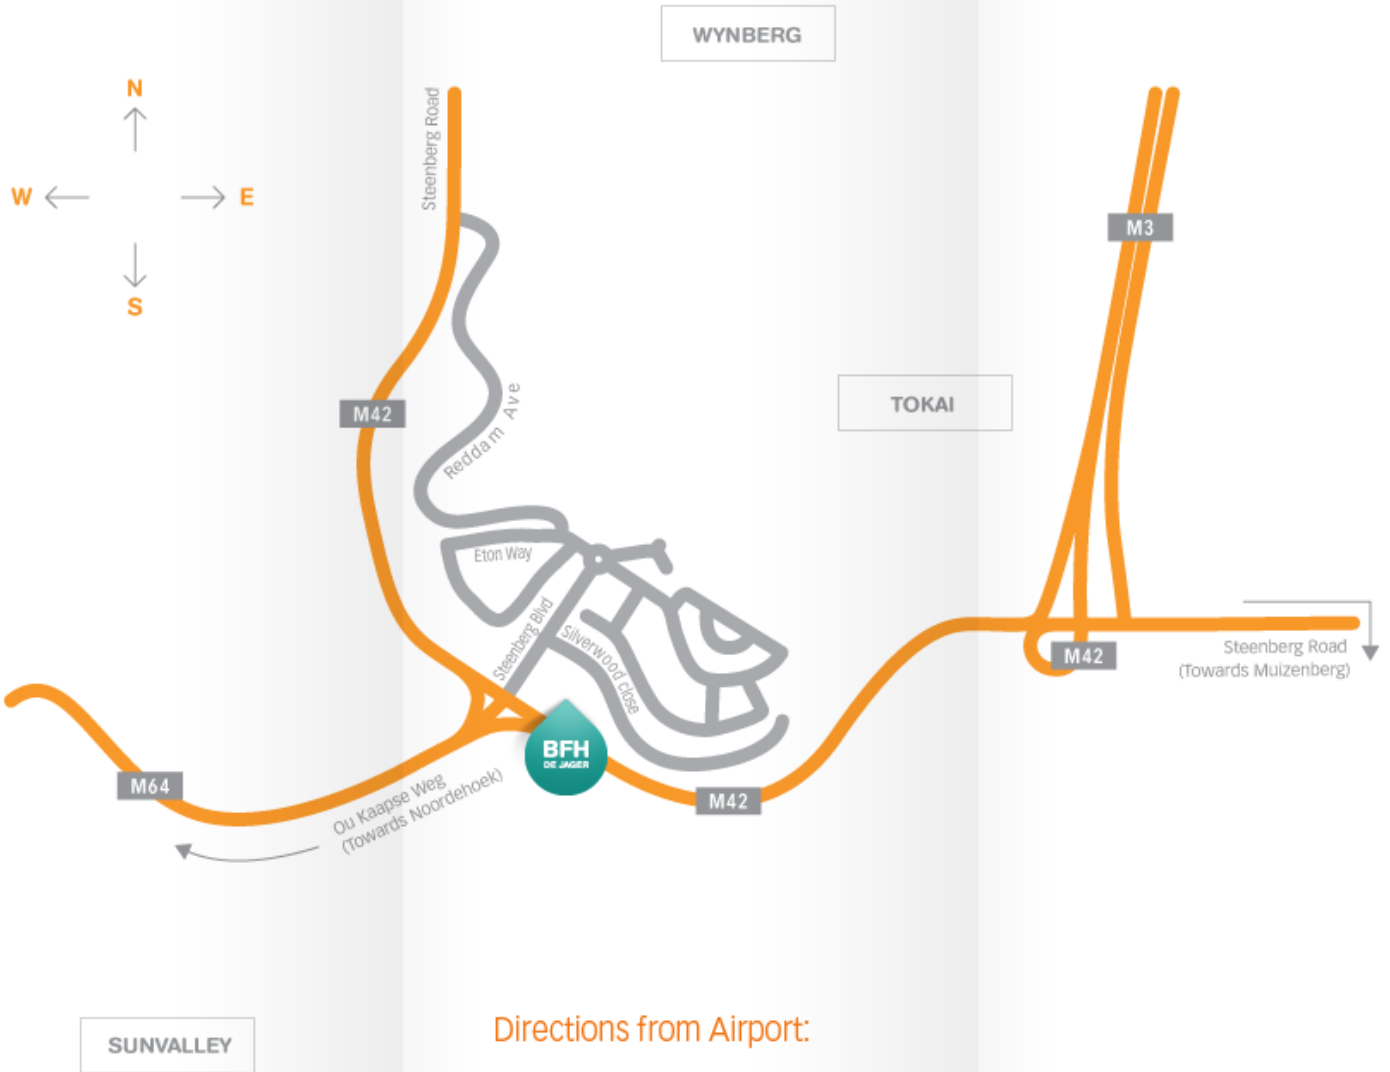 WYNBERG
N
W
E
S
Steenberg Road
M3
TOKAI
M42
Reddam Ave
Eton Way
Steenberg Blvd
Silverwood close
M42
Steenberg Road
(Towards Muizenberg)
BFH
DE JAGER
M64
M42
Ou Kaapse Weg
(Towards Noordehoek)
Directions from Airport:
SUNVALLEY